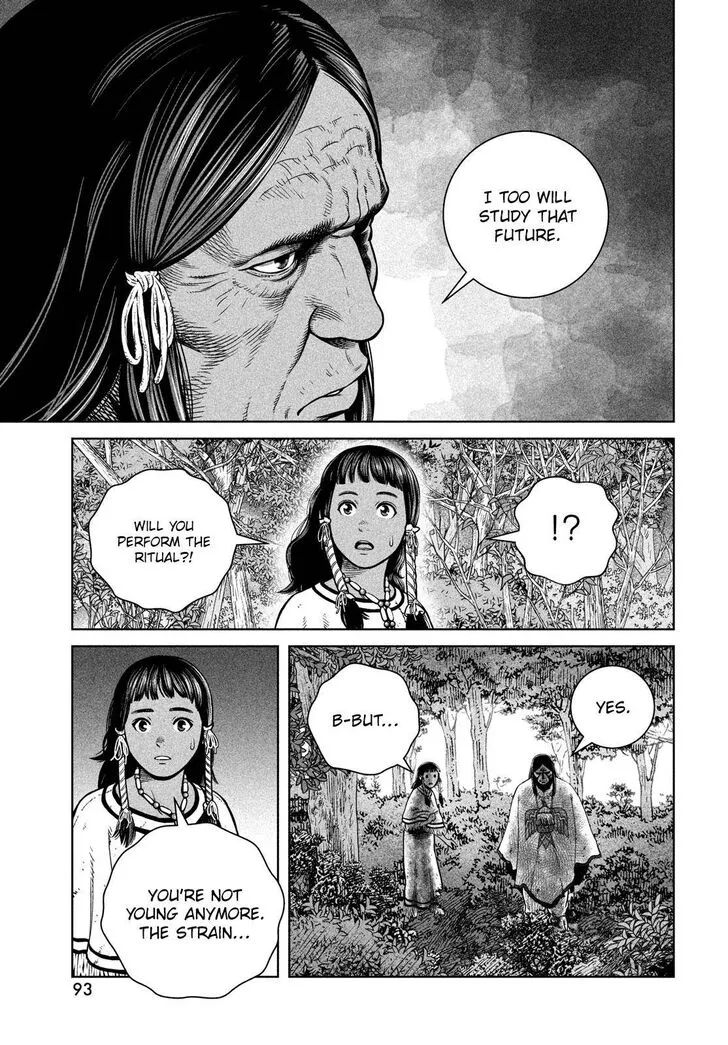 I TOO WILL
STUDY THAT
FUTURE.
!?
WILL YOU
PERFORM THE
RITUAL?!
YES.
B-BUT...
YOU'RE NOT
YOUNG ANYMORE.
THE STRAIN...
93